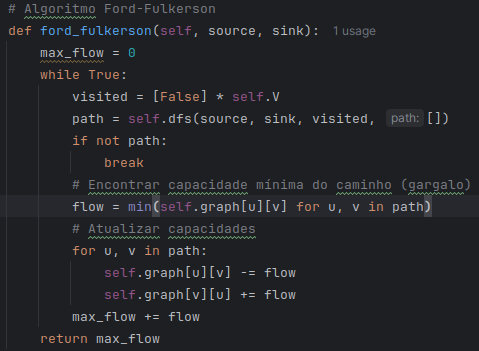 # Algoritmo Ford-Fulkerson
def ford_fulkerson(self, source, sink): 1 usage
    max_flow = 0
    while True:
        visited = [False] * self.V
        path = self.dfs(source, sink, visited, path: [])
        if not path:
            break
        # Encontrar capacidade mínima do caminho (gargalo)
        flow = min(self.graph[u][v] for u, v in path)
        # Atualizar capacidades
        for u, v in path:
            self.graph[u][v] -= flow
            self.graph[v][u] += flow
        max_flow += flow
    return max_flow